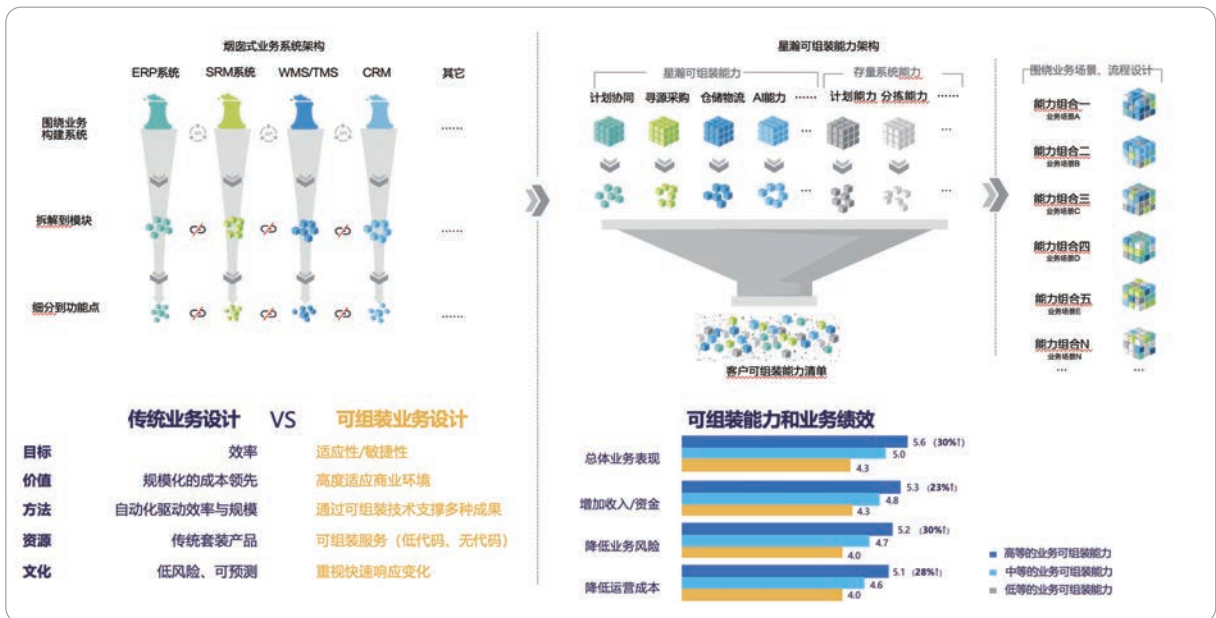 烟囱式业务系统架构
ERP系统 SRM系统 WMS/TMS CRM 其它
围绕业务
构建系统
......
拆解到模块
......
细分到功能点
......
星瀚可组装能力架构
星瀚可组装能力 存量系统能力
计划协同 寻源采购 仓储物流 AI能力 ...... 计划能力 分拣能力 ......
... ...
... ...
客户可组装能力清单
围绕业务场景、流程设计
能力组合一
业务场景A
能力组合二
业务场景B
能力组合三
业务场景C
能力组合四
业务场景D
能力组合五
业务场景E
能力组合N
业务场景N
... ...
传统业务设计 VS 可组装业务设计
目标 效率 适应性/敏捷性
价值 规模化的成本领先 高度适应商业环境
方法 自动化驱动效率与规模 通过可组装技术支撑多种成果
资源 传统套装产品 可组装服务（低代码、无代码）
文化 低风险、可预测 重视快速响应变化
可组装能力和业务绩效
总体业务表现
5.6（30%↑）
5.0
4.3
增加收入/资金
5.3（23%↑）
4.8
4.3
降低业务风险
5.2（30%↑）
4.7
4.0
降低运营成本
5.1（28%↑）
4.6
4.0
高等的业务可组装能力
中等的业务可组装能力
低等的业务可组装能力